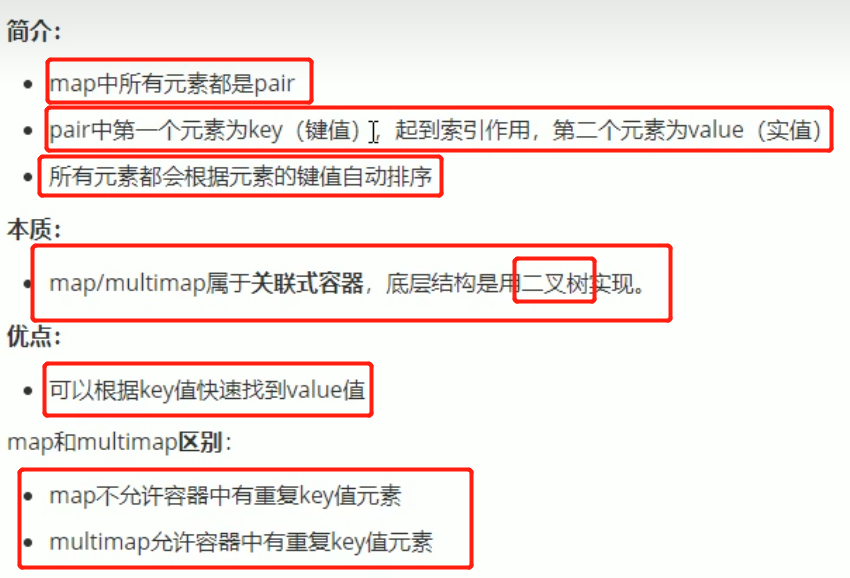 简介：
map中所有元素都是pair
pair中第一个元素为key（键值），起到索引作用，第二个元素为value（实值）
所有元素都会根据元素的键值自动排序
本质：
map/multimap属于关联式容器，底层结构是用二叉树实现。
优点：
可以根据key值快速找到value值
map和multimap区别：
map不允许容器中有重复key值元素
multimap允许容器中有重复key值元素